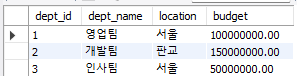 dept_id dept_name location budget
1 영업팀 서울 100000000.00
2 개발팀 판교 150000000.00
3 인사팀 서울 50000000.00